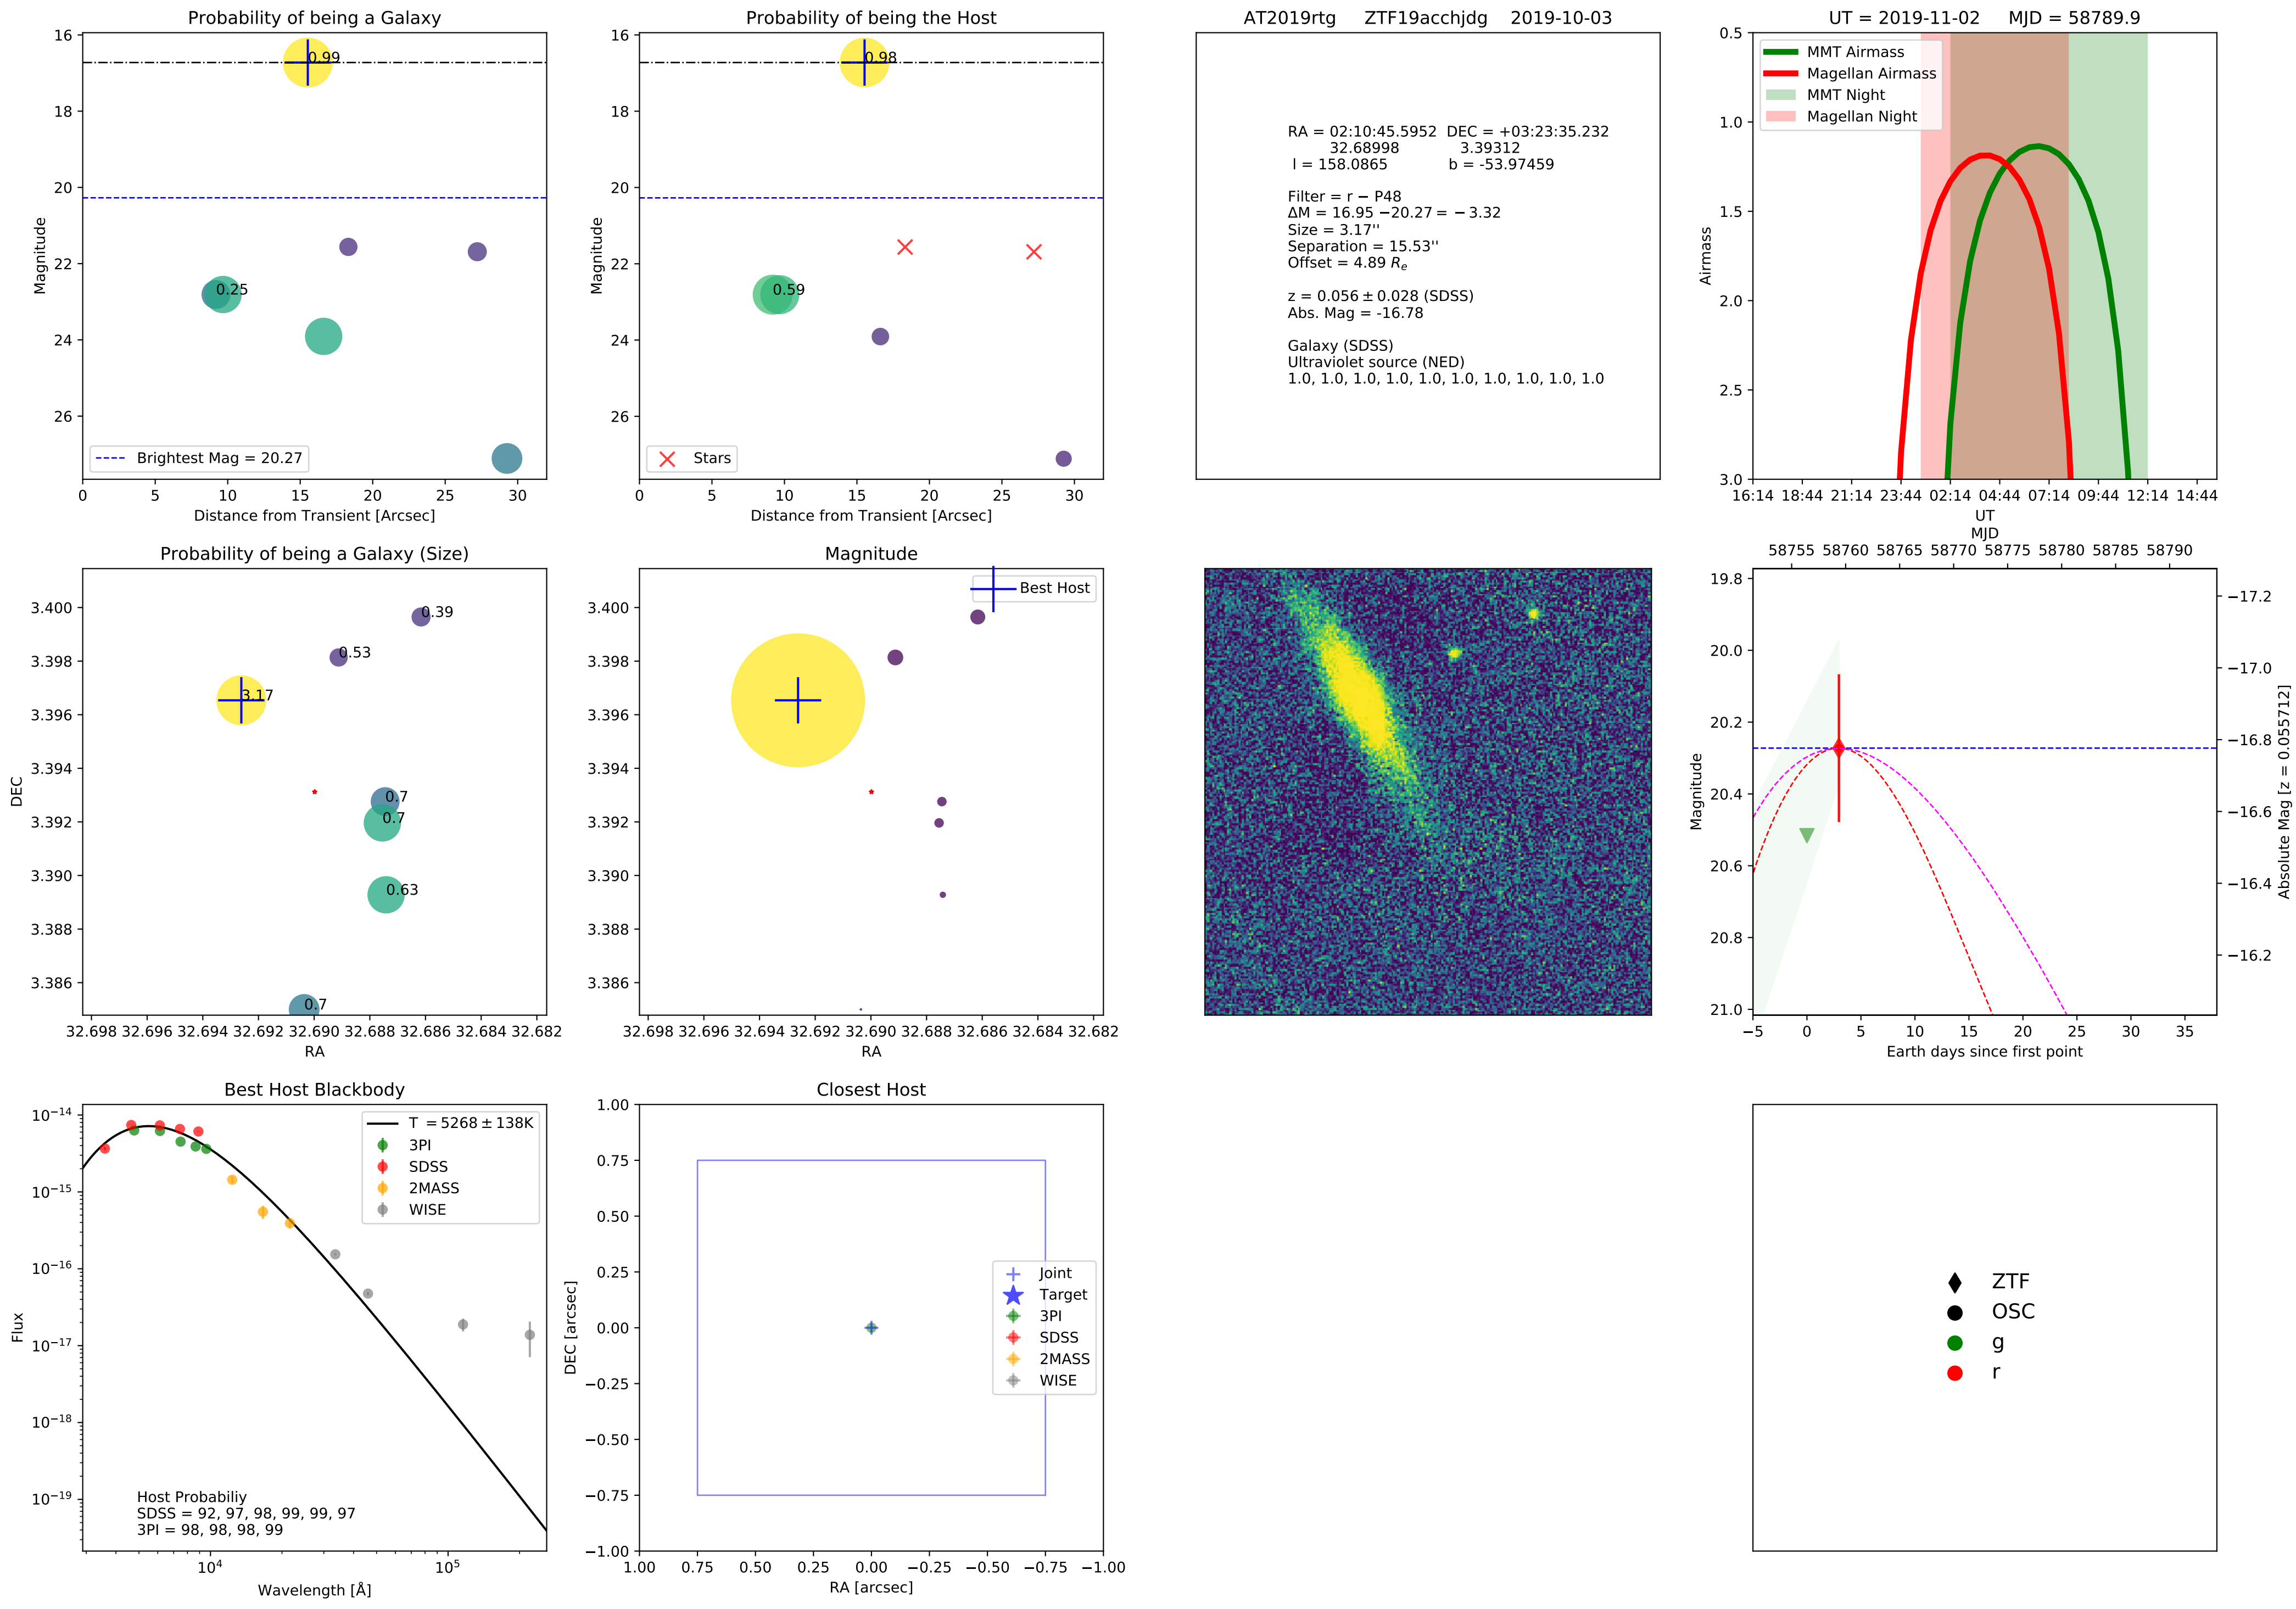 Probability of being a Galaxy
16
18
20
22
24
26
Magnitude
0.99
0.25
Brightest Mag = 20.27
0 5 10 15 20 25 30
Distance from Transient [Arcsec]
Probability of being the Host
16
18
20
22
24
26
Magnitude
0.98
0.59
Stars
0 5 10 15 20 25 30
Distance from Transient [Arcsec]
AT2019rtg ZTF19acchjdg 2019-10-03
RA = 02:10:45.5952 DEC = +03:23:35.232
32.68998 3.39312
l = 158.0865 b = -53.97459
Filter = r − P48
ΔM = 16.95 −20.27 = −3.32
Size = 3.17''
Separation = 15.53''
Offset = 4.89 Rₑ
z = 0.056 ± 0.028 (SDSS)
Abs. Mag = -16.78
Galaxy (SDSS)
Ultraviolet source (NED)
1.0, 1.0, 1.0, 1.0, 1.0, 1.0, 1.0, 1.0, 1.0, 1.0
UT = 2019-11-02 MJD = 58789.9
0.5
1.0
1.5
2.0
2.5
3.0
Airmass
MMT Airmass
Magellan Airmass
MMT Night
Magellan Night
16:14 18:44 21:14 23:44 02:14 04:44 07:14 09:44 12:14 14:44
UT
Probability of being a Galaxy (Size)
3.400
3.398
3.396
3.394
3.392
3.390
3.388
3.386
DEC
0.39
0.53
3.17
0.7
0.7
0.63
0.7
32.698 32.696 32.694 32.692 32.690 32.688 32.686 32.684 32.682
RA
Magnitude
3.400
3.398
3.396
3.394
3.392
3.390
3.388
3.386
Best Host
32.698 32.696 32.694 32.692 32.690 32.688 32.686 32.684 32.682
RA
MJD
58755 58760 58765 58770 58775 58780 58785 58790
19.8
20.0
20.2
20.4
20.6
20.8
21.0
Magnitude
−17.2
−17.0
−16.8
−16.6
−16.4
−16.2
Absolute Mag [z = 0.055712]
−5 0 5 10 15 20 25 30 35
Earth days since first point
Best Host Blackbody
10⁻¹⁴
10⁻¹⁵
10⁻¹⁶
10⁻¹⁷
10⁻¹⁸
10⁻¹⁹
Flux
T = 5268 ± 138K
3PI
SDSS
2MASS
WISE
Host Probabiliy
SDSS = 92, 97, 98, 99, 99, 97
3PI = 98, 98, 98, 99
10⁴ 10⁵
Wavelength [Å]
Closest Host
1.00
0.75
0.50
0.25
0.00
−0.25
−0.50
−0.75
−1.00
DEC [arcsec]
Joint
Target
3PI
SDSS
2MASS
WISE
1.00 0.75 0.50 0.25 0.00 −0.25 −0.50 −0.75 −1.00
RA [arcsec]
ZTF
OSC
g
r